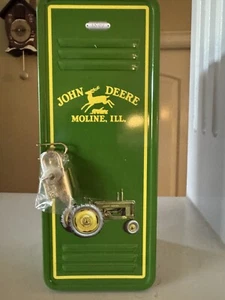 JOHN DEERE
MOLINE, ILL.